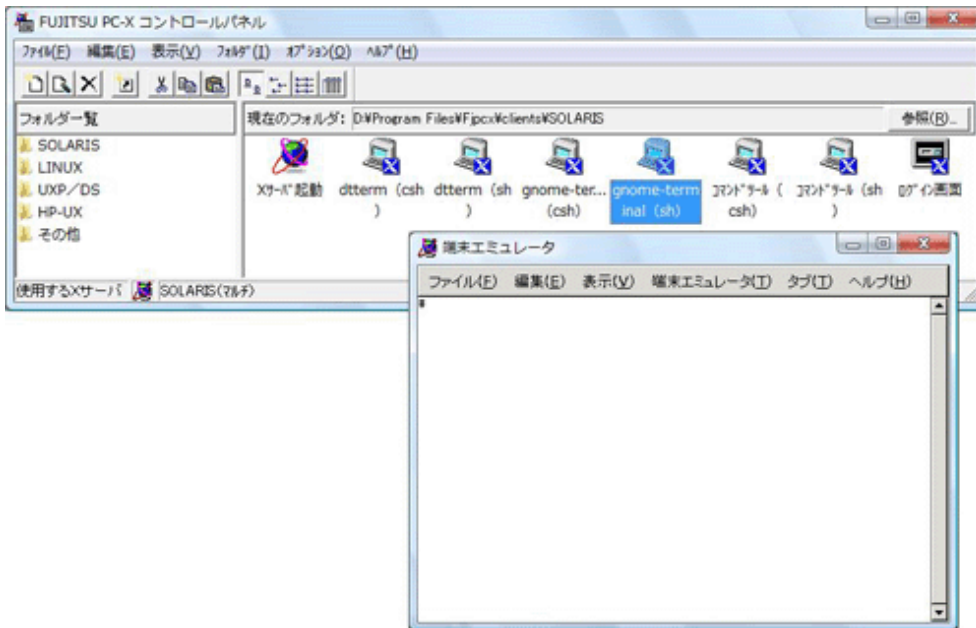 FUJITSU PC-X コントロールパネル
ﾌｧｲﾙ(E) 編集(E) 表示(V) ﾌｫﾙﾀﾞ(I) ｵﾌﾟｼｮﾝ(O) ﾍﾙﾌﾟ(H)
フォルダ一覧
現在のフォルダ: D:¥Program Files¥Fjpcx¥clients¥SOLARIS 参照(R)...
SOLARIS
LINUX
UXP/DS
HP-UX
その他
Xｻｰﾊﾞ起動
dtterm (csh
)
dtterm (sh
)
gnome-ter...
(csh)
gnome-term
inal (sh)
ｺﾏﾝﾄﾞﾂｰﾙ (
csh)
ｺﾏﾝﾄﾞﾂｰﾙ (sh
)
ﾛｸﾞｲﾝ画面
使用するXサーバ SOLARIS(ﾏﾙﾁ)
端末エミュレータ
ファイル(F) 編集(E) 表示(V) 端末エミュレータ(T) タブ(T) ヘルプ(H)
#